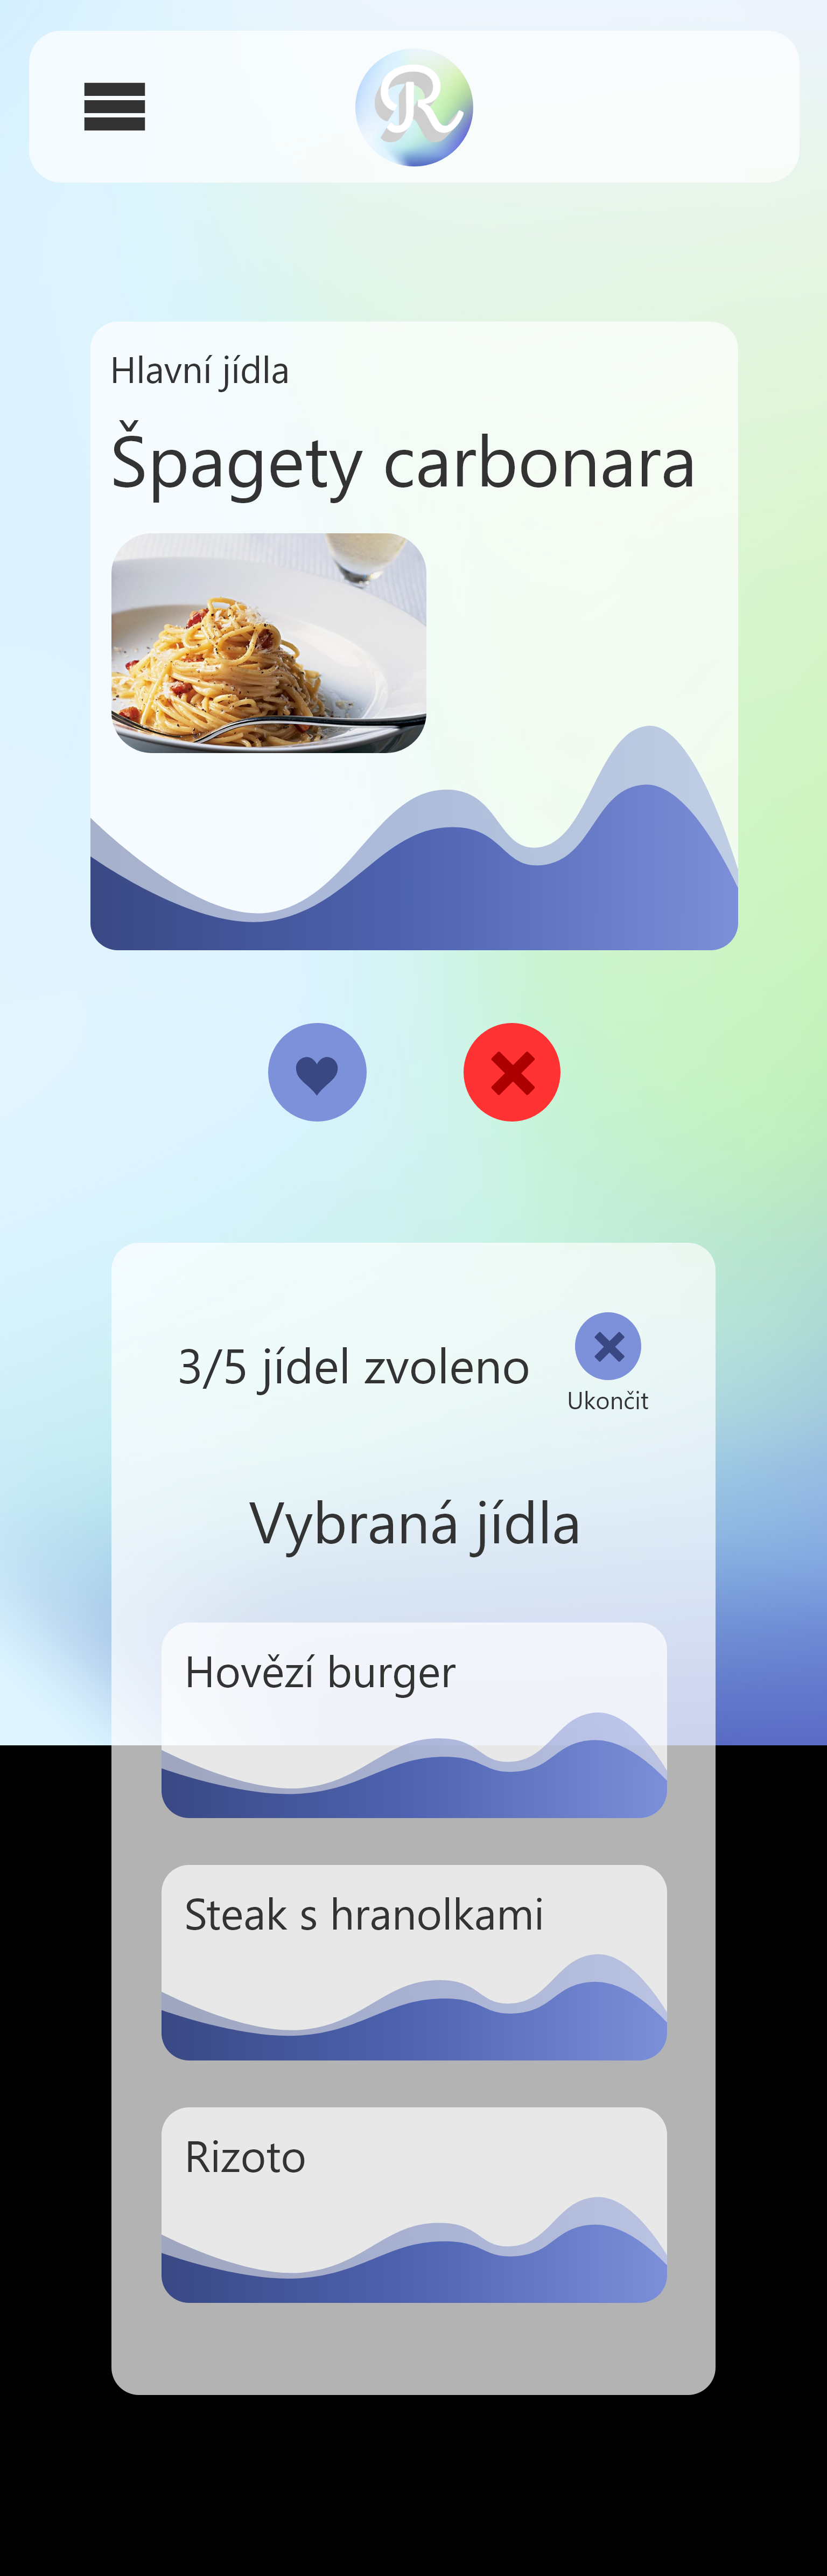 R
Hlavní jídla
Špagety carbonara
3/5 jídel zvoleno
Ukončit
Vybraná jídla
Hovězí burger
Steak s hranolkami
Rizoto